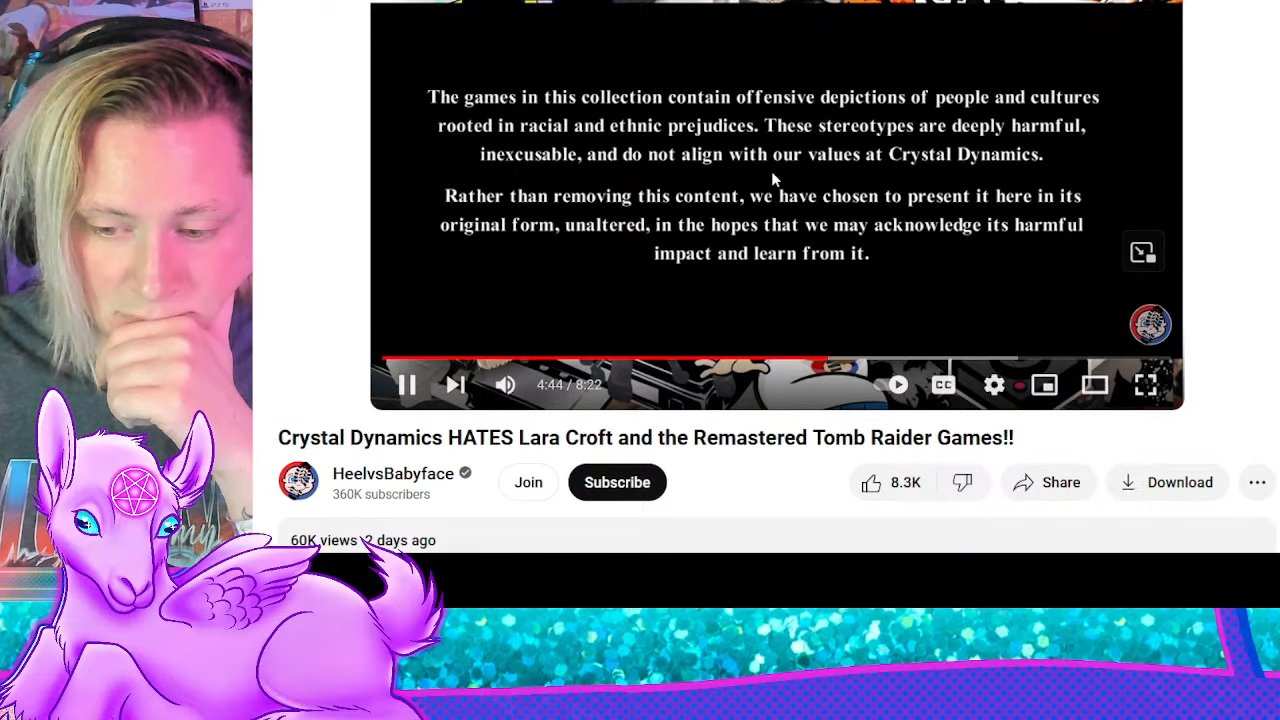 The games in this collection contain offensive depictions of people and cultures
rooted in racial and ethnic prejudices. These stereotypes are deeply harmful,
inexcusable, and do not align with our values at Crystal Dynamics.
Rather than removing this content, we have chosen to present it here in its
original form, unaltered, in the hopes that we may acknowledge its harmful
impact and learn from it.
4:44 / 8:22
CC
Crystal Dynamics HATES Lara Croft and the Remastered Tomb Raider Games!!
HeelvsBabyface
360K subscribers
Join
Subscribe
8.3K
Share
Download
60K views 2 days ago